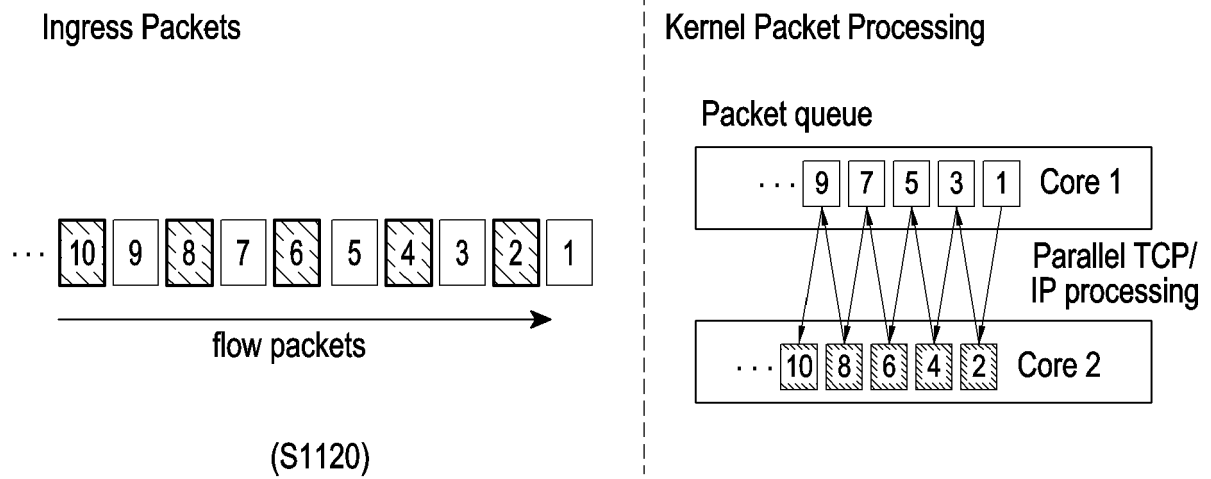 Ingress Packets
··· 10 9 8 7 6 5 4 3 2 1
flow packets
(S1120)
Kernel Packet Processing
Packet queue
··· 9 7 5 3 1 Core 1
Parallel TCP/
IP processing
··· 10 8 6 4 2 Core 2